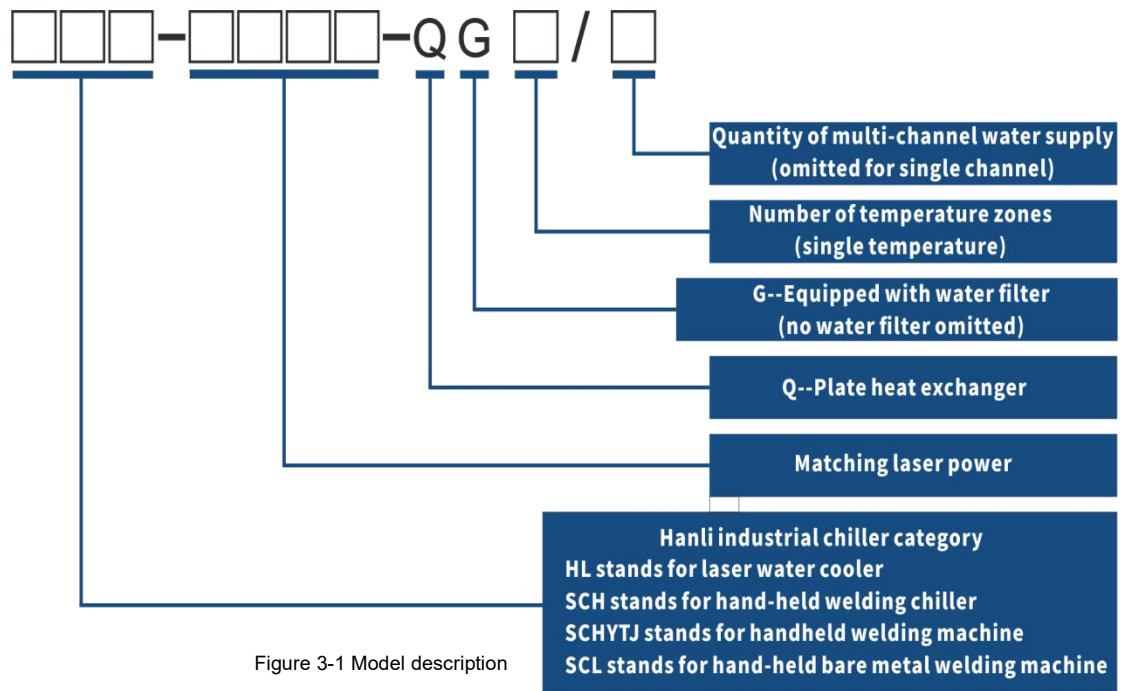 □□□-□□□□-QG□/□
Quantity of multi-channel water supply
(omitted for single channel)
Number of temperature zones
(single temperature)
G--Equipped with water filter
(no water filter omitted)
Q--Plate heat exchanger
Matching laser power
Hanli industrial chiller category
HL stands for laser water cooler
SCH stands for hand-held welding chiller
SCHYTJ stands for handheld welding machine
SCL stands for hand-held bare metal welding machine
Figure 3-1 Model description